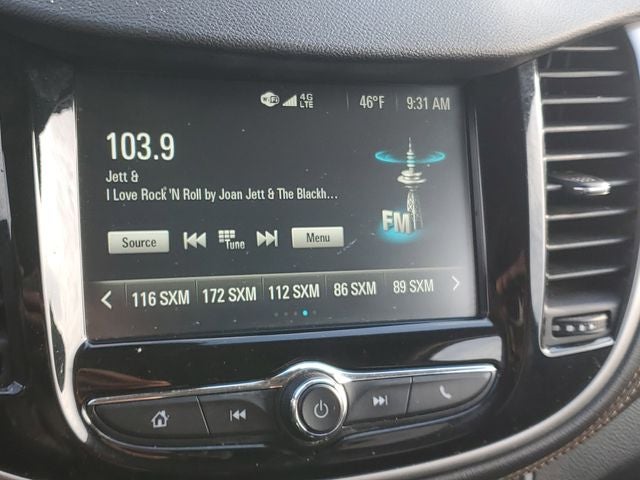 WiFi 4G LTE 46°F 9:31 AM
103.9
Jett &
I Love Rock 'N Roll by Joan Jett & The Blackh...
FM
Source Tune Menu
116 SXM 172 SXM 112 SXM 86 SXM 89 SXM